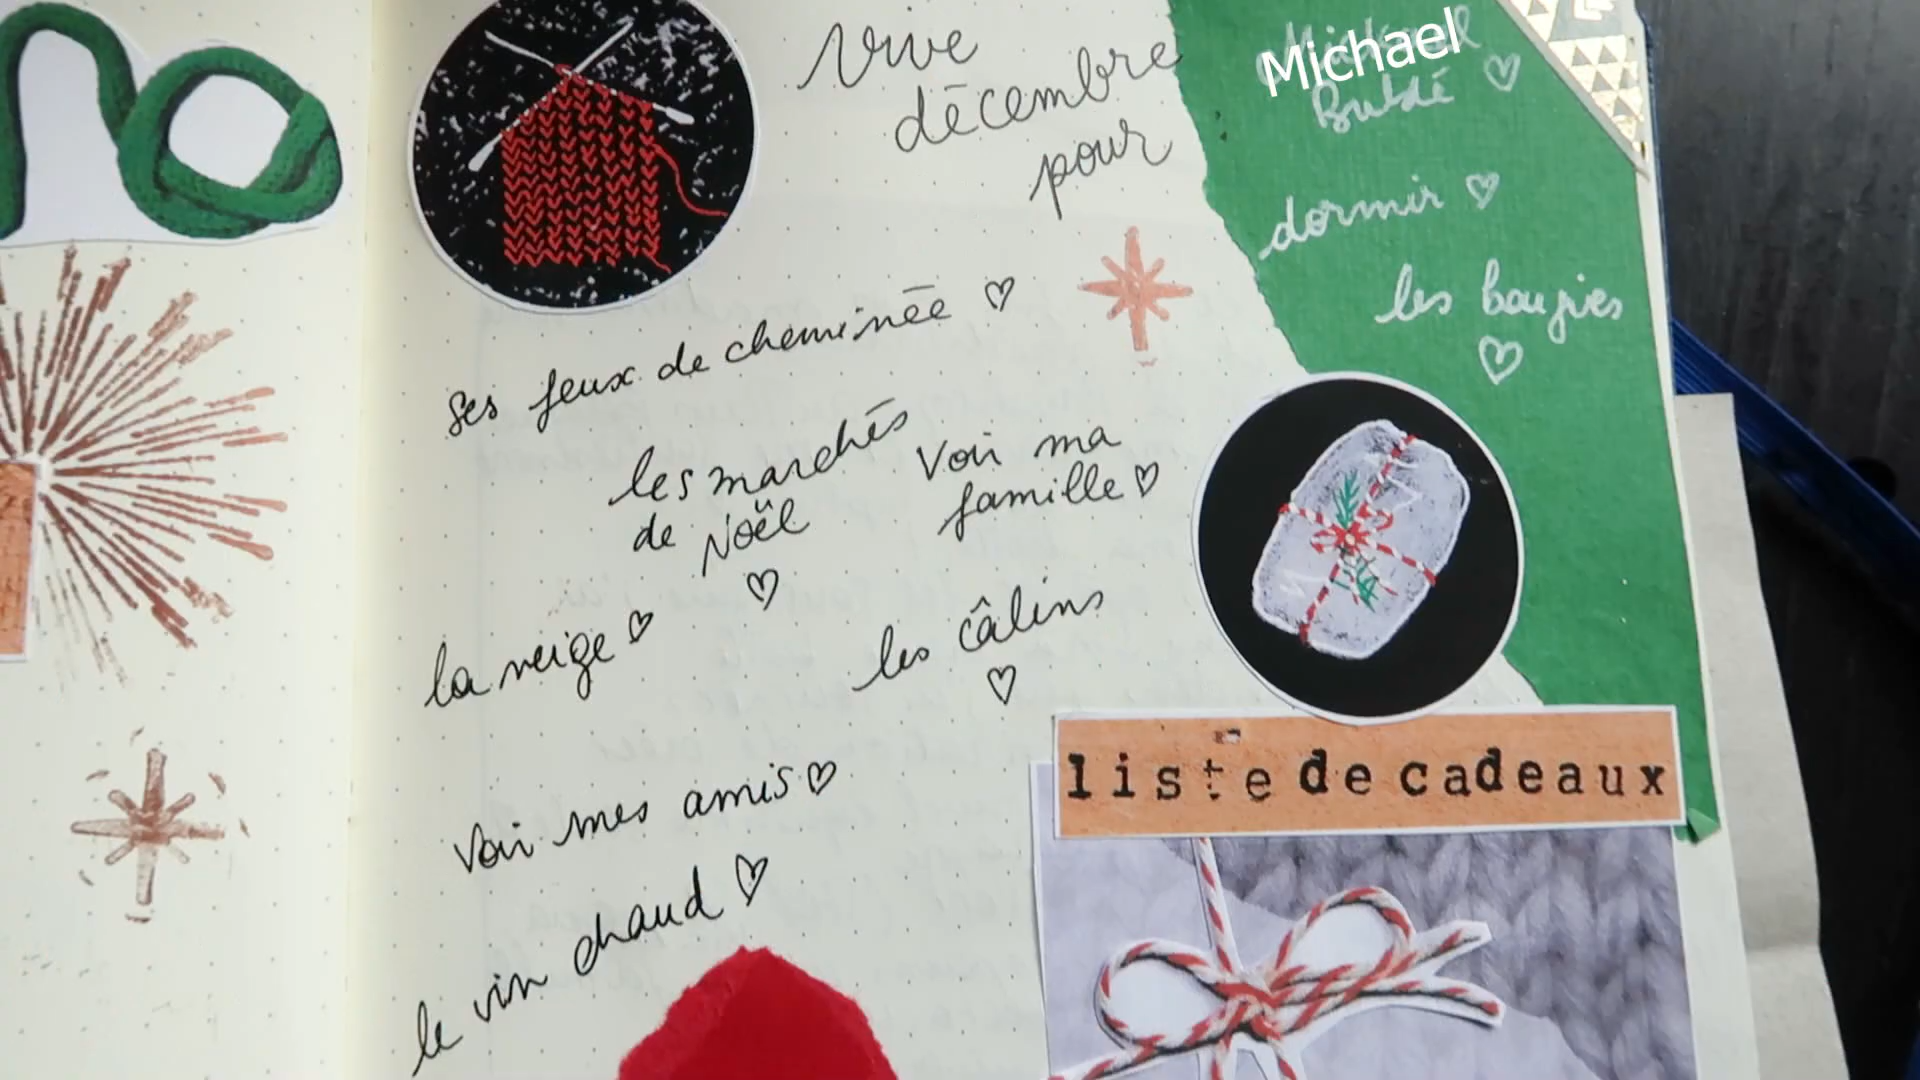 Vive
décembre
pour
Michael
Bublé
dormir
les bougies
les feux de cheminée
les marchés
de Noël
Voir ma
famille
la neige
les câlins
Voir mes amis
le vin chaud
liste de cadeaux